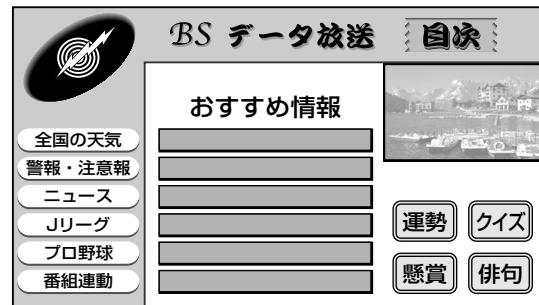 BS データ放送 目次
おすすめ情報
全国の天気
警報・注意報
ニュース
Jリーグ
プロ野球
番組連動
運勢 クイズ
懸賞 俳句